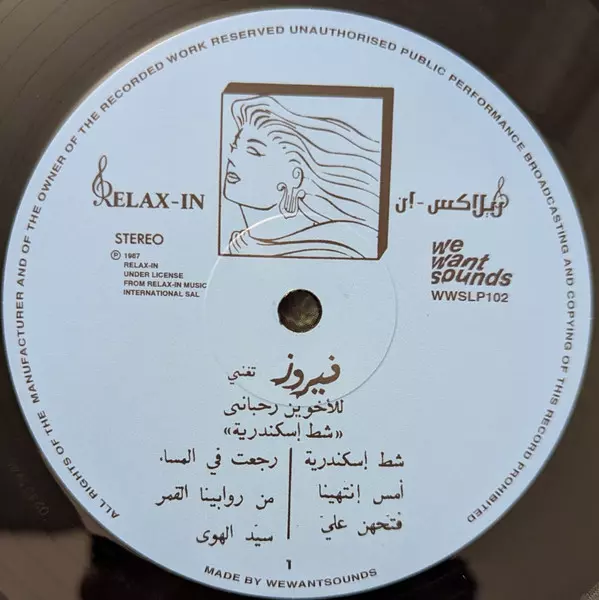 ALL RIGHTS OF THE MANUFACTURER AND OF THE OWNER OF THE RECORDED WORK RESERVED UNAUTHORISED PUBLIC PERFORMANCE BROADCASTING AND COPYING OF THIS RECORD PROHIBITED
RELAX-IN
ريلاكس - إن
STEREO
℗ 1967
RELAX-IN
UNDER LICENSE
FROM RELAX-IN MUSIC
INTERNATIONAL SAL
we
want
sounds
WWSLP102
فيروز تغني
للأخوين رحباني
«شط إسكندرية»
شط إسكندرية | رجعت في المساء
أمس إنتهينا | من روابينا القمر
فتحهن عليّ | سيّد الهوى
١
MADE BY WEWANTSOUNDS